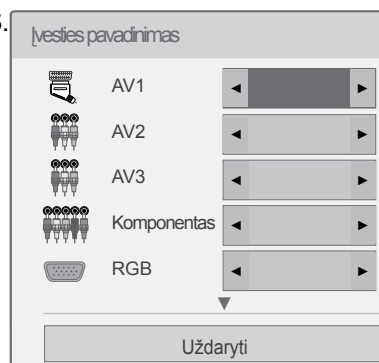 Įvesties pavadinimas
AV1
AV2
AV3
Komponentas
RGB
Uždaryti